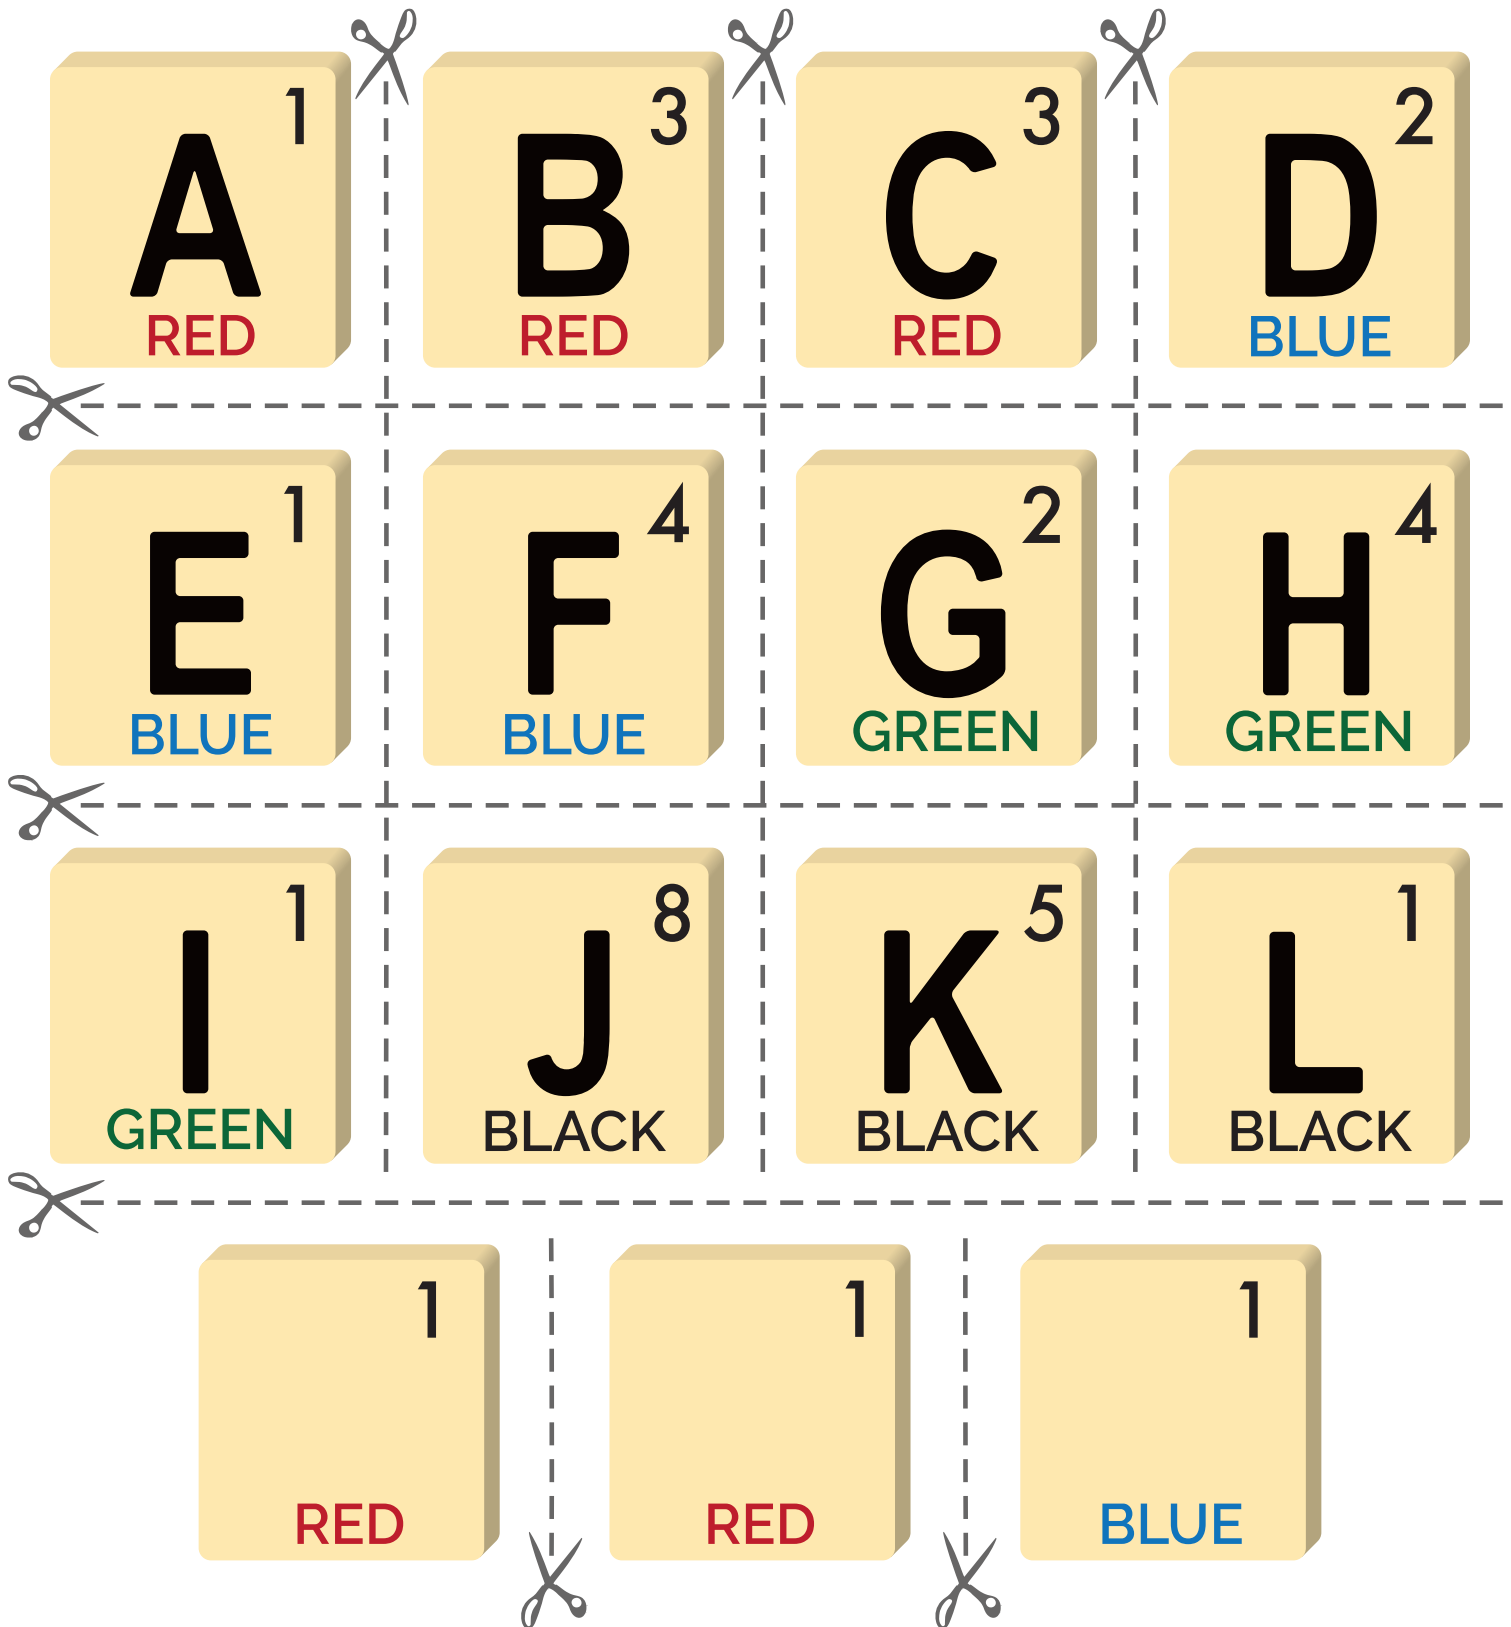 1 3 3 2
A B C D
RED RED RED BLUE
1 4 2 4
E F G H
BLUE BLUE GREEN GREEN
1 8 5 1
I J K L
GREEN BLACK BLACK BLACK
1 1 1
RED RED BLUE